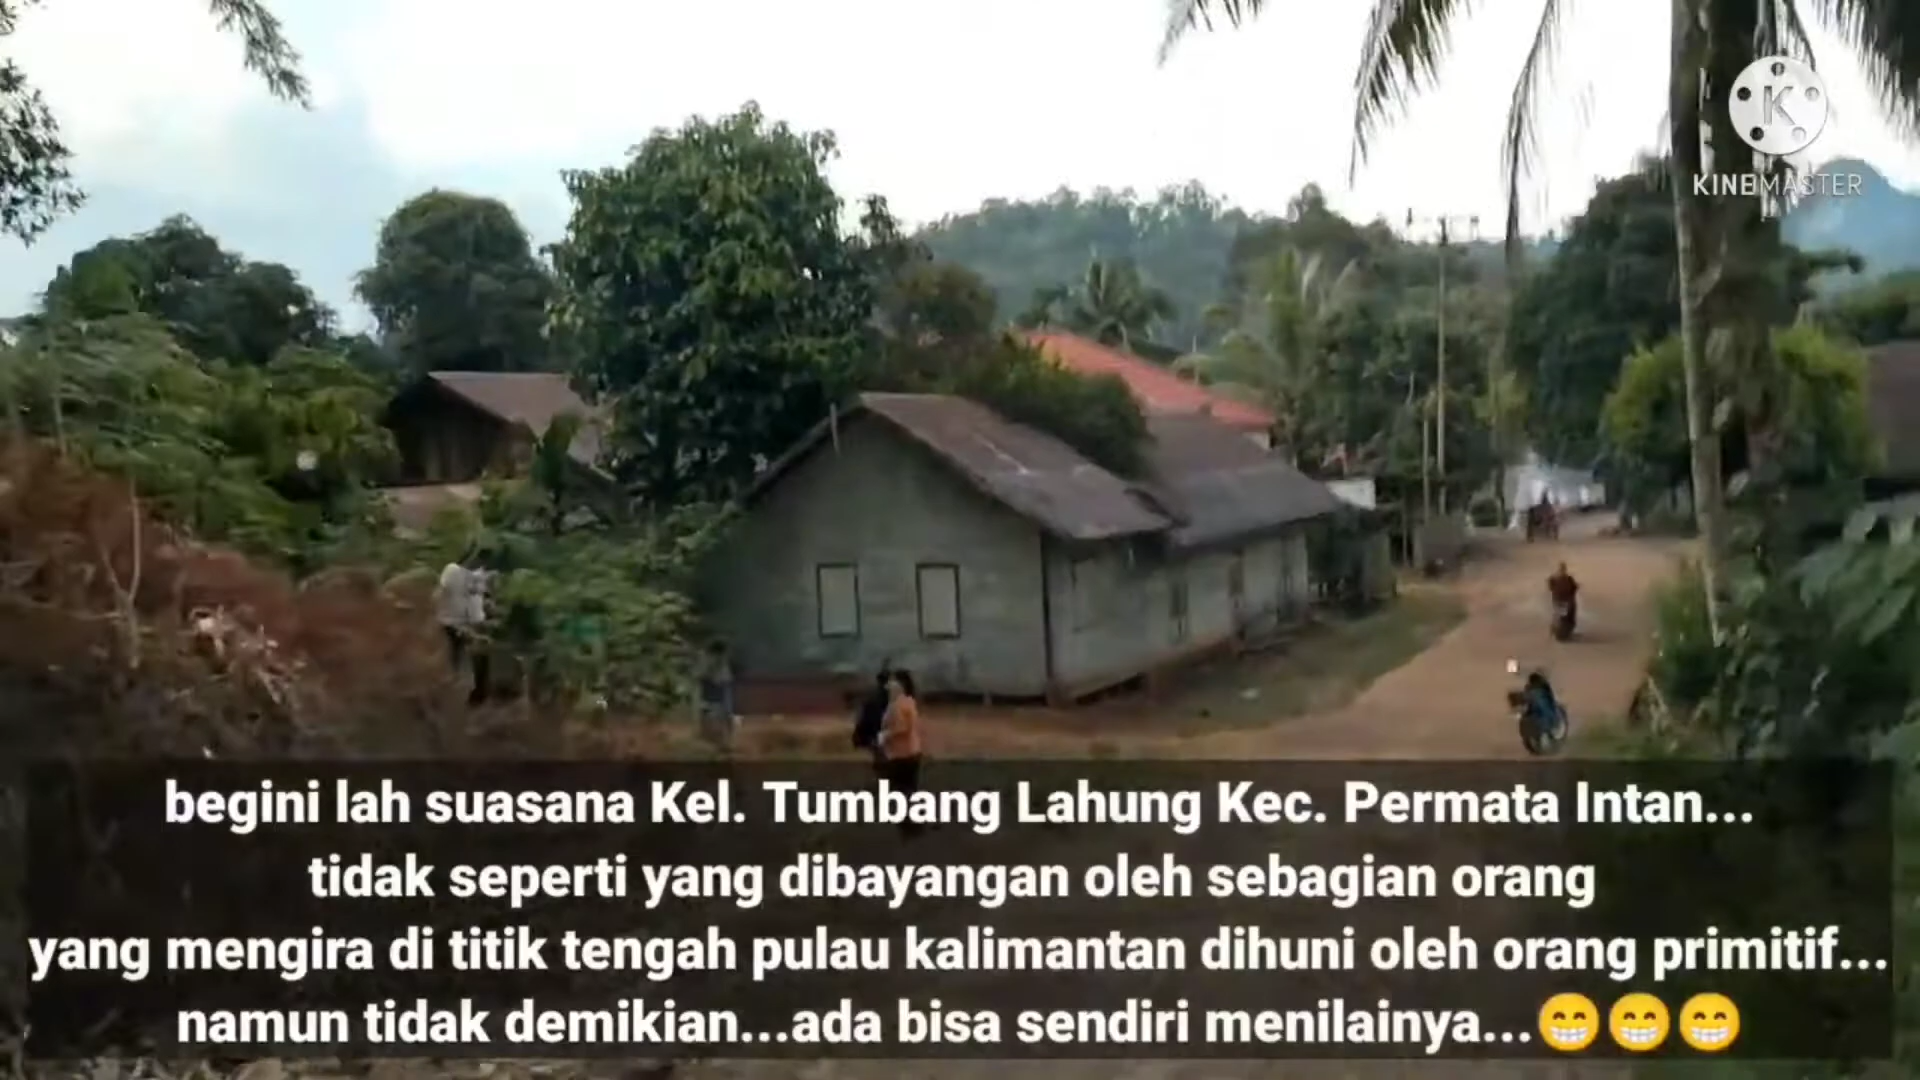 KINEMASTER
begini lah suasana Kel. Tumbang Lahung Kec. Permata Intan...
tidak seperti yang dibayangan oleh sebagian orang
yang mengira di titik tengah pulau kalimantan dihuni oleh orang primitif...
namun tidak demikian...ada bisa sendiri menilainya...😁😁😁